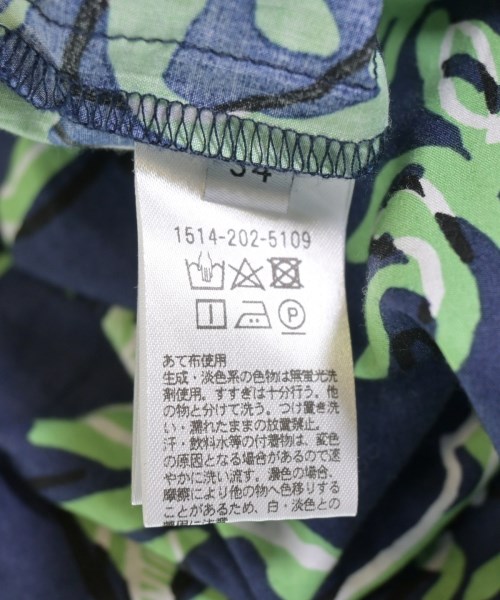 34
1514-202-5109
あて布使用
生成・淡色系の色物は無蛍光洗
剤使用。すすぎは十分行う。他
の物と分けて洗う。つけ置き洗
い・濡れたままの放置禁止。
汗・飲料水等の付着物は、変色
の原因となる場合があるので速
やかに洗い流す。濃色の場合、
摩擦により他の物へ色移りする
ことがあるため、白・淡色との
使用に注意。